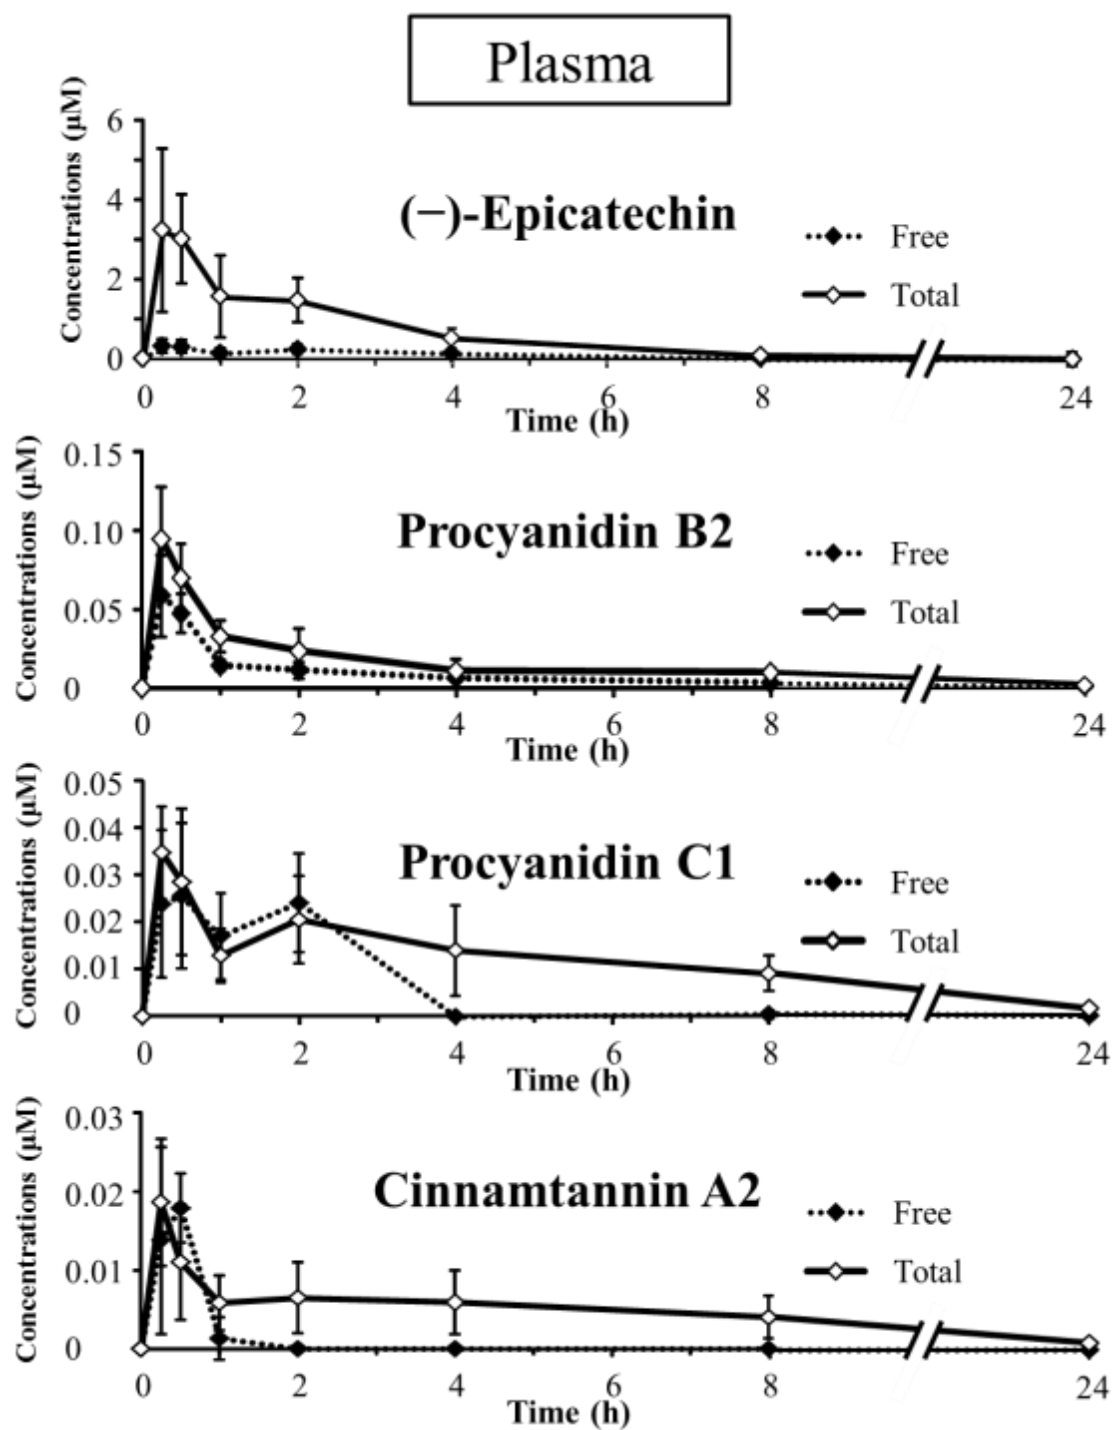 Plasma
Concentrations (μM)
6
4
2
0
(−)-Epicatechin
Free
Total
0 2 4 6 8 24
Time (h)
Concentrations (μM)
0.15
0.10
0.05
0
Procyanidin B2
Free
Total
0 2 4 6 8 24
Time (h)
Concentrations (μM)
0.05
0.04
0.03
0.02
0.01
0
Procyanidin C1
Free
Total
0 2 4 6 8 24
Time (h)
Concentrations (μM)
0.03
0.02
0.01
0
Cinnamtannin A2
Free
Total
0 2 4 6 8 24
Time (h)